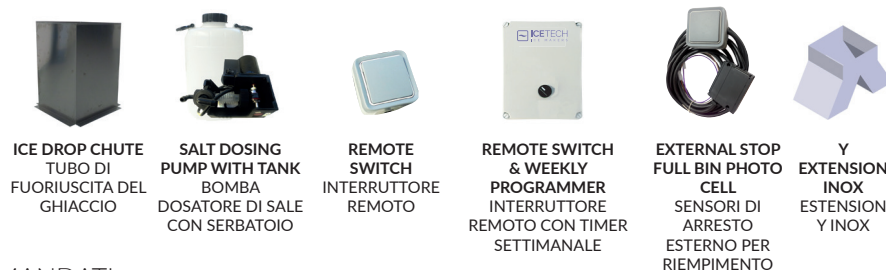 ICETECH
ICE DROP CHUTE
TUBO DI
FUORIUSCITA DEL
GHIACCIO
SALT DOSING
PUMP WITH TANK
BOMBA
DOSATORE DI SALE
CON SERBATOIO
REMOTE
SWITCH
INTERRUTTORE
REMOTO
REMOTE SWITCH
& WEEKLY
PROGRAMMER
INTERRUTTORE
REMOTO CON TIMER
SETTIMANALE
EXTERNAL STOP
FULL BIN PHOTO
CELL
SENSORI DI
ARRESTO
ESTERNO PER
RIEMPIMENTO
Y
EXTENSION
INOX
ESTENSION
Y INOX